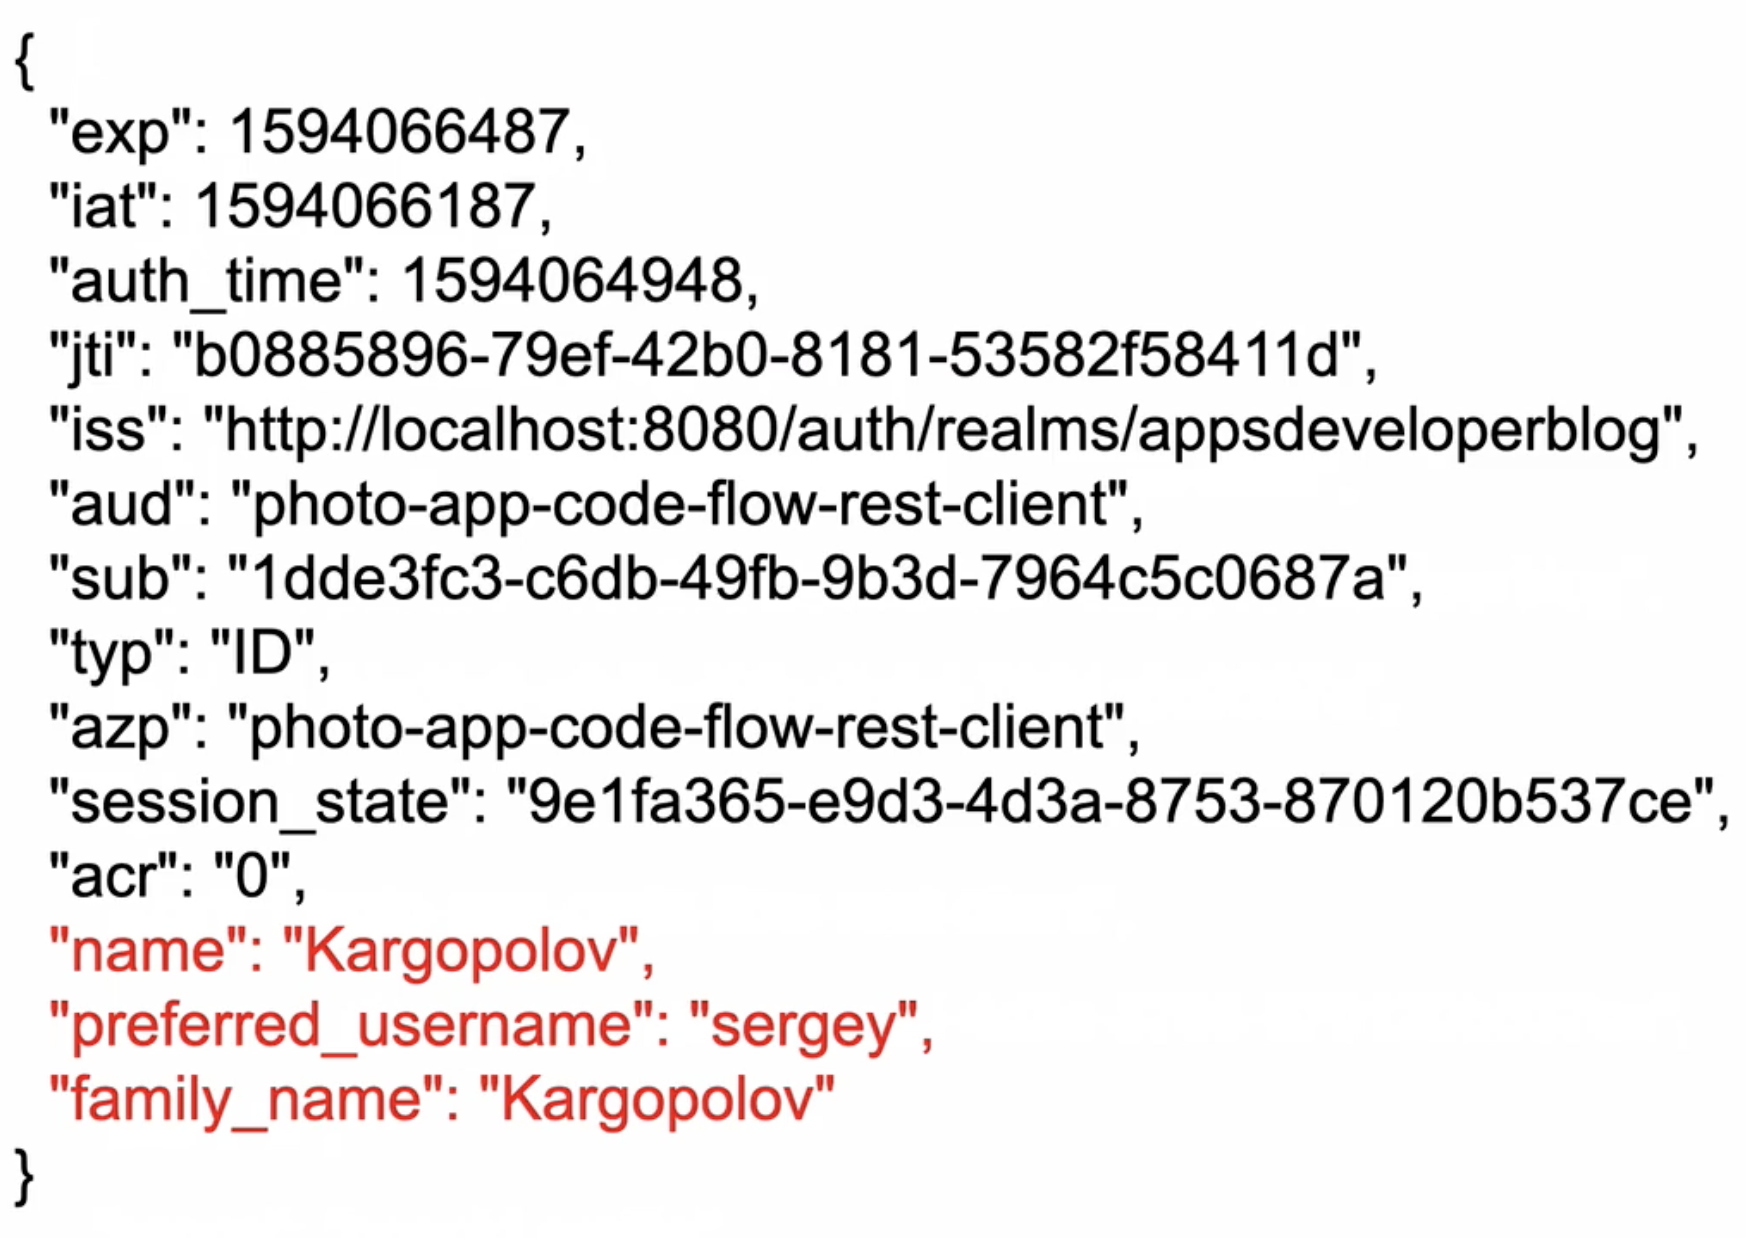 {
"exp": 1594066487,
"iat": 1594066187,
"auth_time": 1594064948,
"jti": "b0885896-79ef-42b0-8181-53582f58411d",
"iss": "http://localhost:8080/auth/realms/appsdeveloperblog",
"aud": "photo-app-code-flow-rest-client",
"sub": "1dde3fc3-c6db-49fb-9b3d-7964c5c0687a",
"typ": "ID",
"azp": "photo-app-code-flow-rest-client",
"session_state": "9e1fa365-e9d3-4d3a-8753-870120b537ce",
"acr": "0",
"name": "Kargopolov",
"preferred_username": "sergey",
"family_name": "Kargopolov"
}